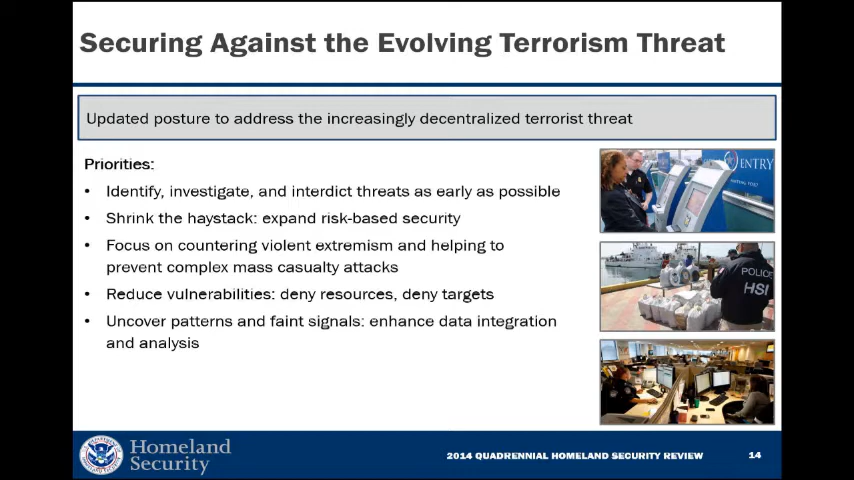 Securing Against the Evolving Terrorism Threat
Updated posture to address the increasingly decentralized terrorist threat
Priorities:
• Identify, investigate, and interdict threats as early as possible
• Shrink the haystack: expand risk-based security
• Focus on countering violent extremism and helping to
prevent complex mass casualty attacks
• Reduce vulnerabilities: deny resources, deny targets
• Uncover patterns and faint signals: enhance data integration
and analysis
ENTRY
POLICE
HSI
Homeland
Security
2014 QUADRENNIAL HOMELAND SECURITY REVIEW
14